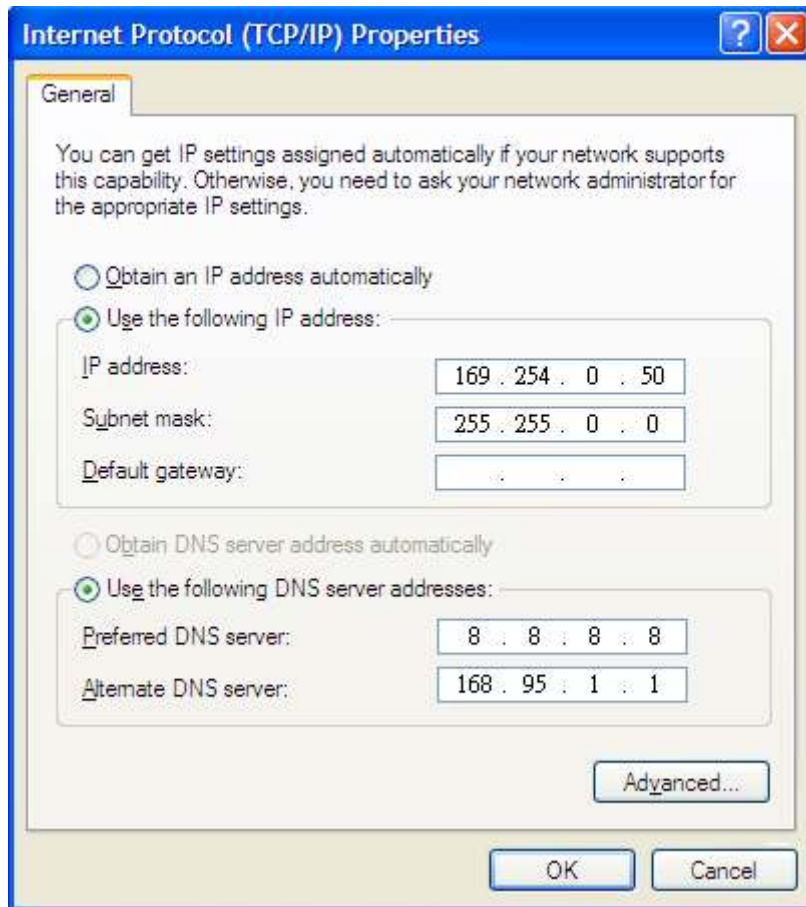 Internet Protocol (TCP/IP) Properties
General
You can get IP settings assigned automatically if your network supports
this capability. Otherwise, you need to ask your network administrator for
the appropriate IP settings.
Obtain an IP address automatically
Use the following IP address:
IP address: 169 . 254 . 0 . 50
Subnet mask: 255 . 255 . 0 . 0
Default gateway: . . .
Obtain DNS server address automatically
Use the following DNS server addresses:
Preferred DNS server: 8 . 8 . 8 . 8
Alternate DNS server: 168 . 95 . 1 . 1
Advanced...
OK Cancel